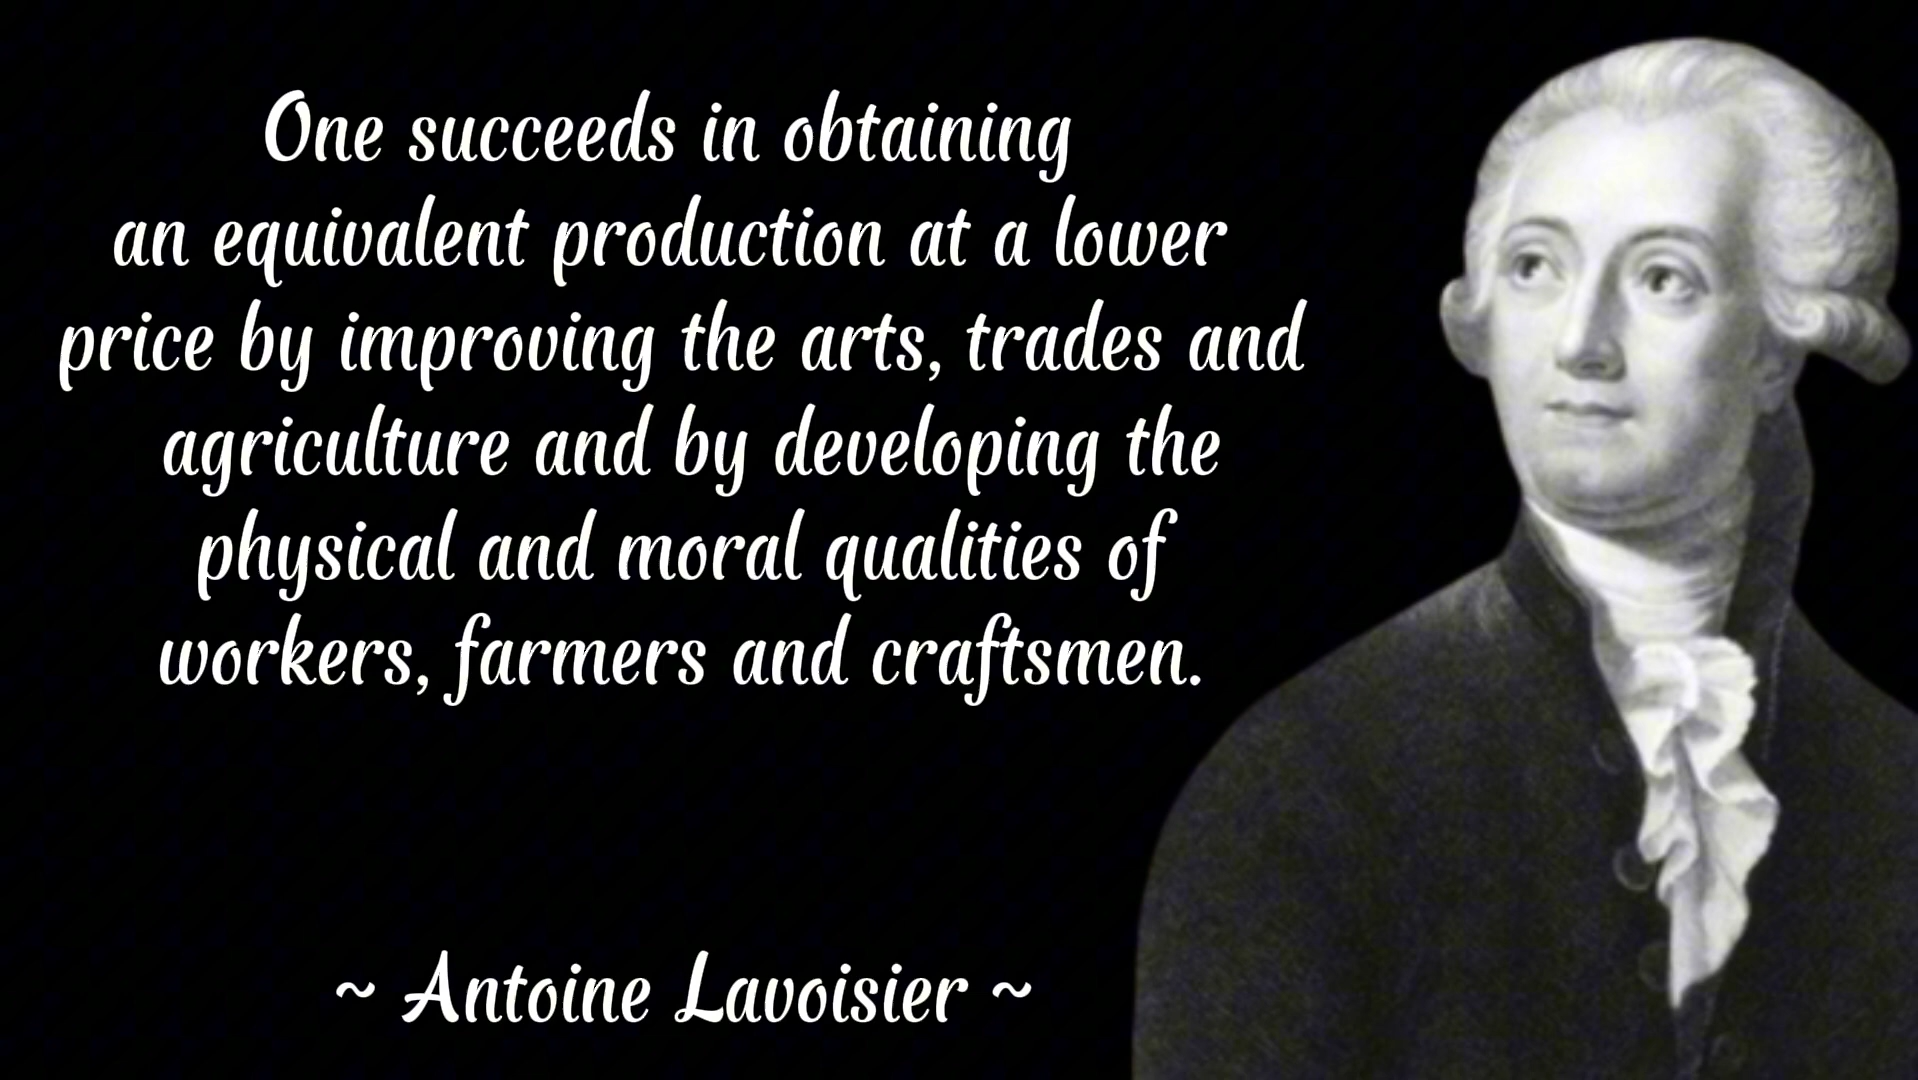 One succeeds in obtaining
an equivalent production at a lower
price by improving the arts, trades and
agriculture and by developing the
physical and moral qualities of
workers, farmers and craftsmen.
~ Antoine Lavoisier ~